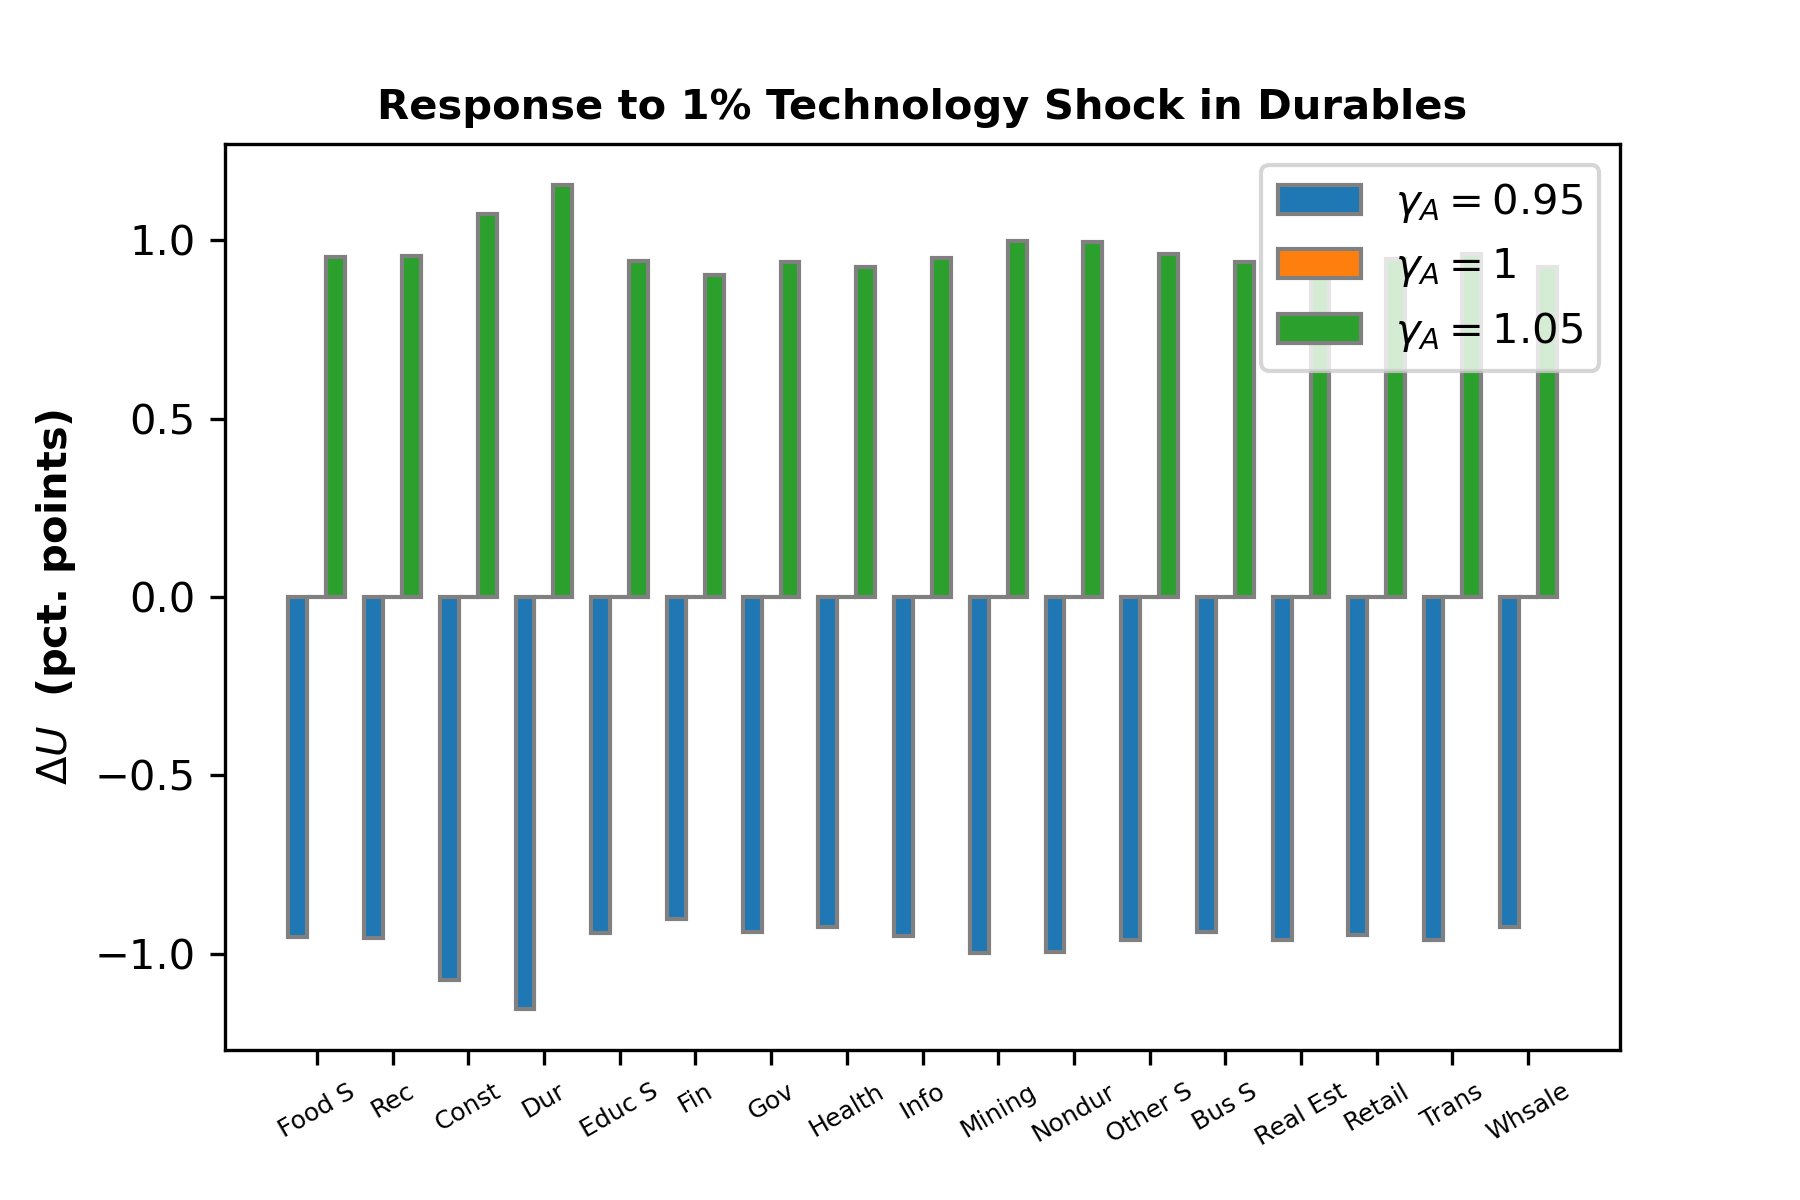 Response to 1% Technology Shock in Durables
γA = 0.95
γA = 1
γA = 1.05
ΔU (pct. points)
1.0
0.5
0.0
−0.5
−1.0
Food S Rec Const Dur Educ S Fin Gov Health Info Mining Nondur Other S Bus S Real Est Retail Trans Whsale